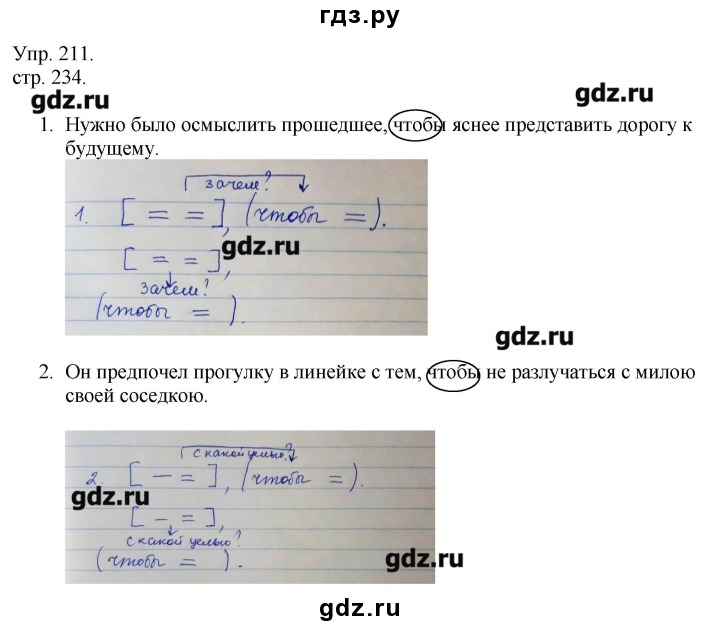 гдз.ру
Упр. 211.
стр. 234.
gdz.ru
gdz.ru
1. Нужно было осмыслить прошедшее, чтобы яснее представить дорогу к
будущему.
зачем?
1. [ = = ], (чтобы = ).
gdz.ru
[ = = ],
зачем?
(чтобы = ).
gdz.ru
2. Он предпочел прогулку в линейке с тем, чтобы не разлучаться с милою
своей соседкою.
с какой целью?
2. [ — = ], (чтобы = ).
gdz.ru
[ - = ],
с какой целью?
(чтобы = ).
gdz.ru
gdz.ru